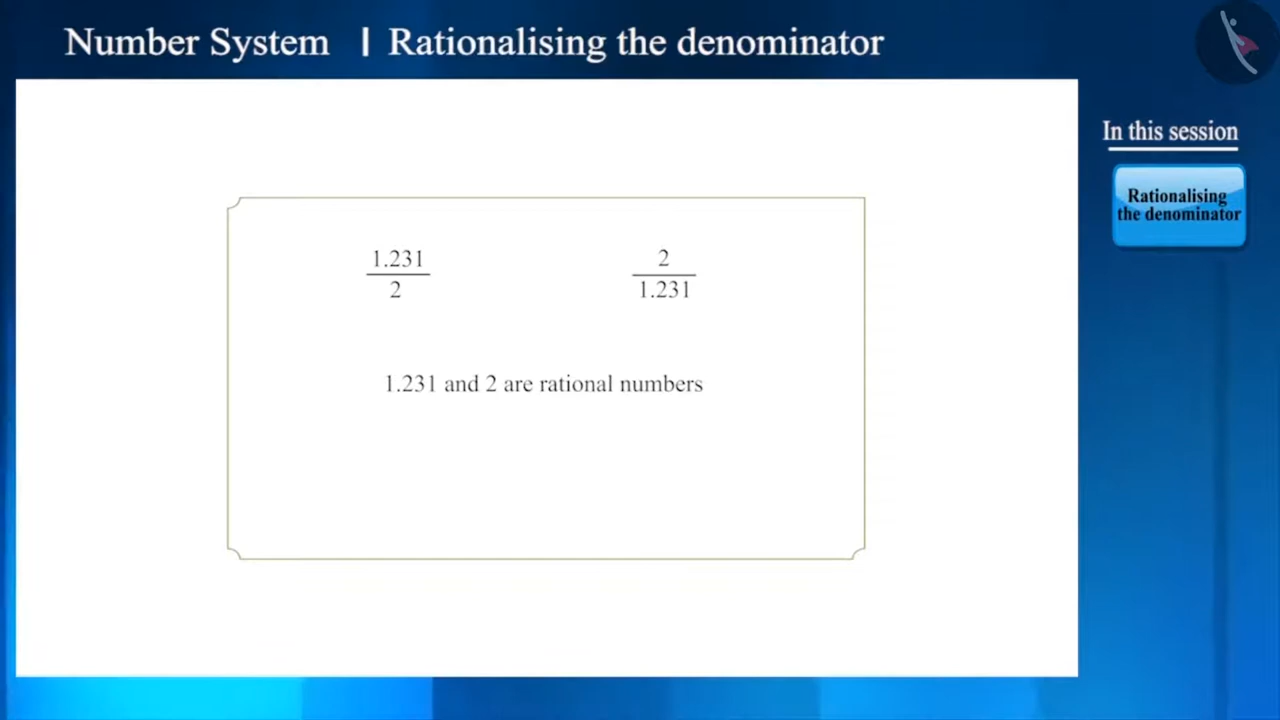 Number System | Rationalising the denominator
In this session
Rationalising
the denominator
1.231
2
2
1.231
1.231 and 2 are rational numbers